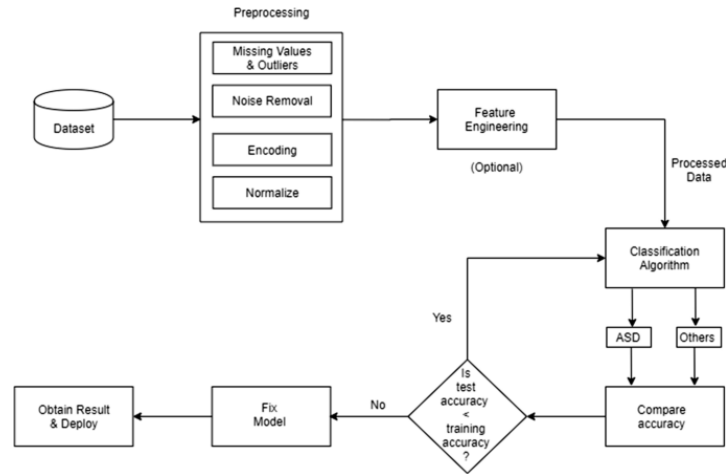 Preprocessing
Missing Values
& Outliers
Noise Removal
Encoding
Normalize
Dataset
Feature
Engineering
(Optional)
Processed
Data
Classification
Algorithm
ASD
Others
Compare
accuracy
Is
test
accuracy
<
training
accuracy
?
Yes
No
Fix
Model
Obtain Result
& Deploy